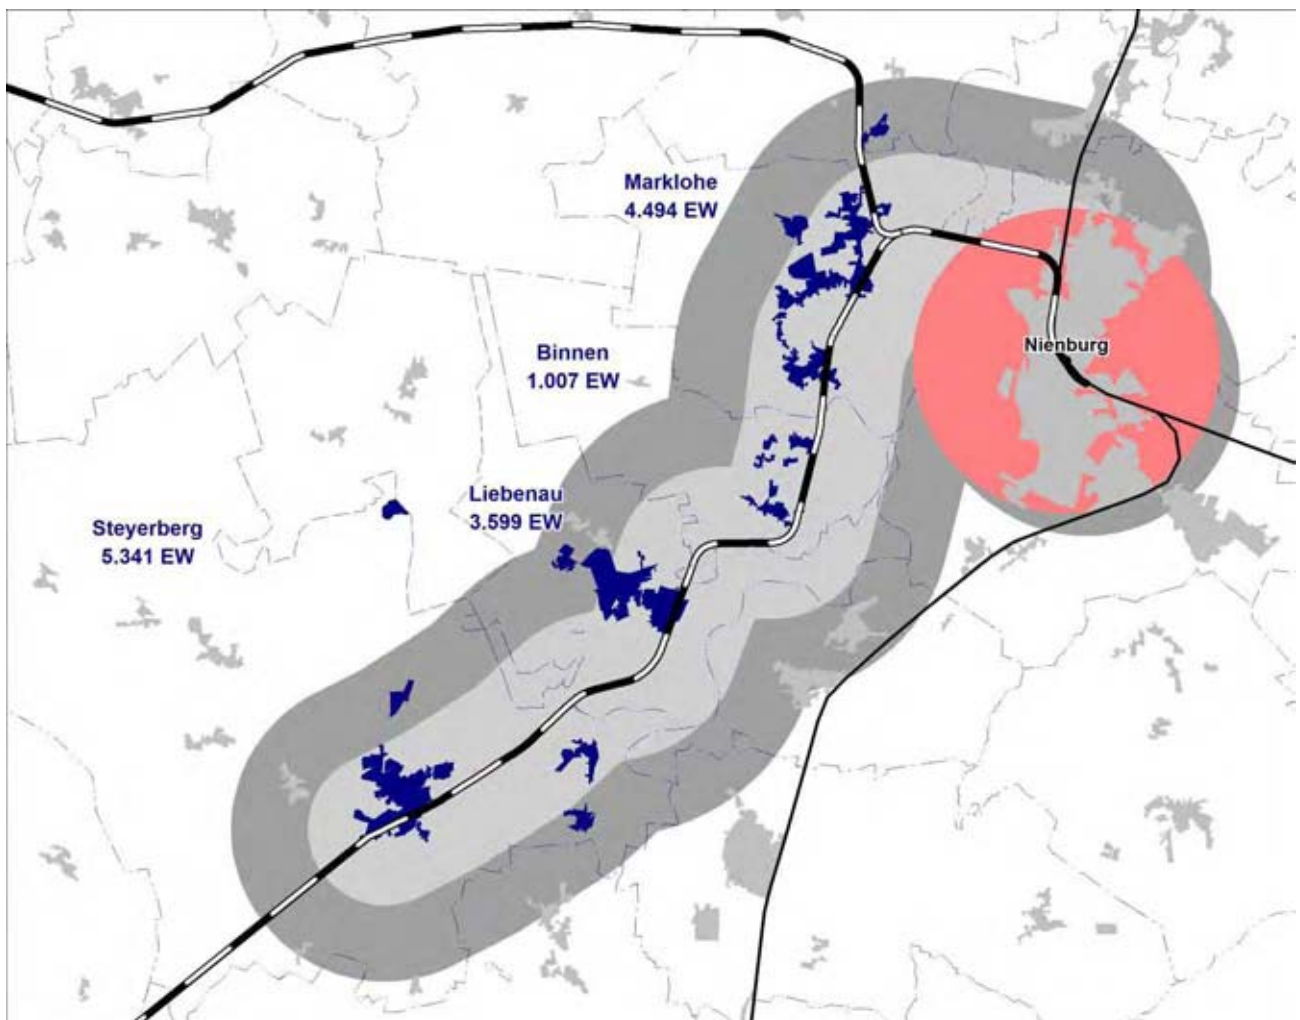 Marklohe
4.494 EW
Nienburg
Binnen
1.007 EW
Liebenau
3.599 EW
Steyerberg
5.341 EW